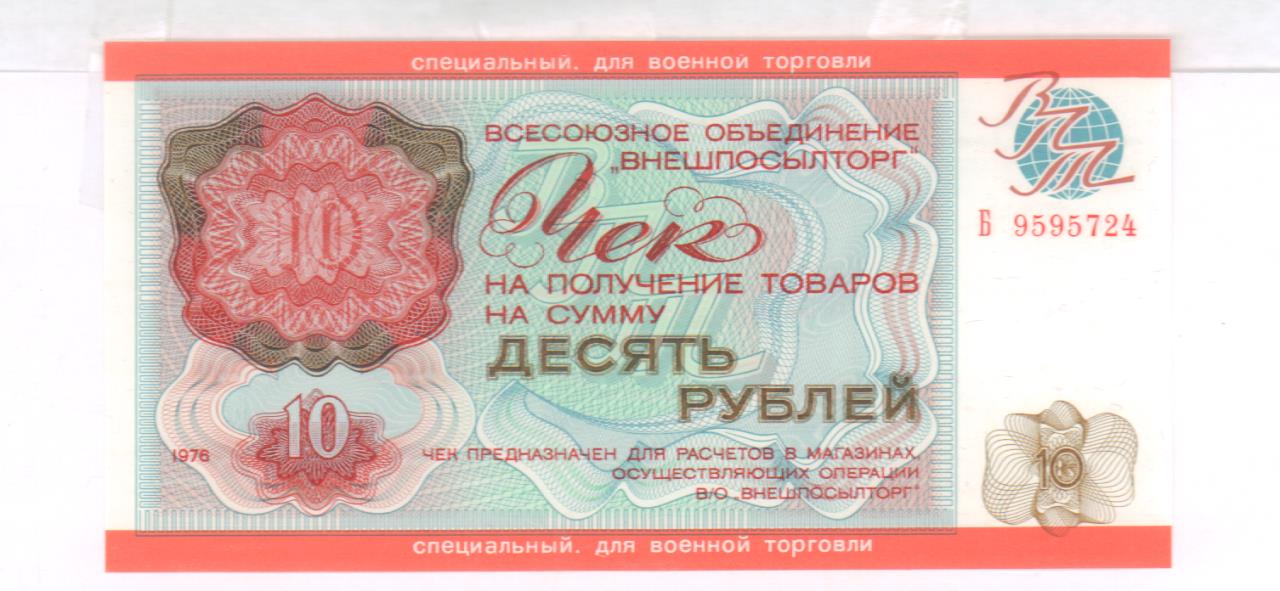 специальный. для военной торговли
ВПТ
ВСЕСОЮЗНОЕ ОБЪЕДИНЕНИЕ
„ВНЕШПОСЫЛТОРГ"
Чек
Б 9595724
10
НА ПОЛУЧЕНИЕ ТОВАРОВ
НА СУММУ
ДЕСЯТЬ
РУБЛЕЙ
10
1976
ЧЕК ПРЕДНАЗНАЧЕН ДЛЯ РАСЧЕТОВ В МАГАЗИНАХ,
ОСУЩЕСТВЛЯЮЩИХ ОПЕРАЦИИ
В/О „ВНЕШПОСЫЛТОРГ"
10
специальный. для военной торговли